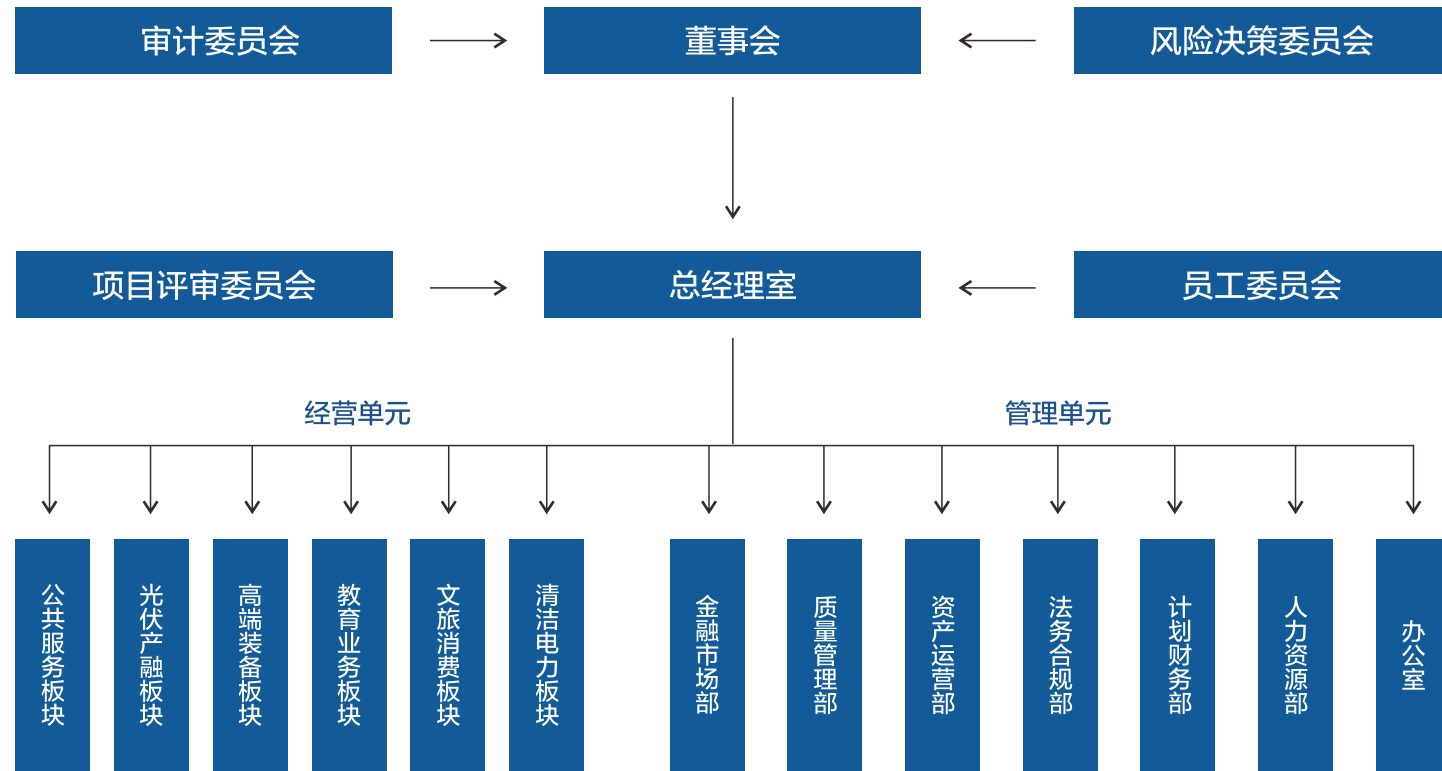 审计委员会
董事会
风险决策委员会
项目评审委员会
总经理室
员工委员会
经营单元
管理单元
公共服务板块
光伏产融板块
高端装备板块
教育业务板块
文旅消费板块
清洁电力板块
金融市场部
质量管理部
资产运营部
法务合规部
计划财务部
人力资源部
办公室